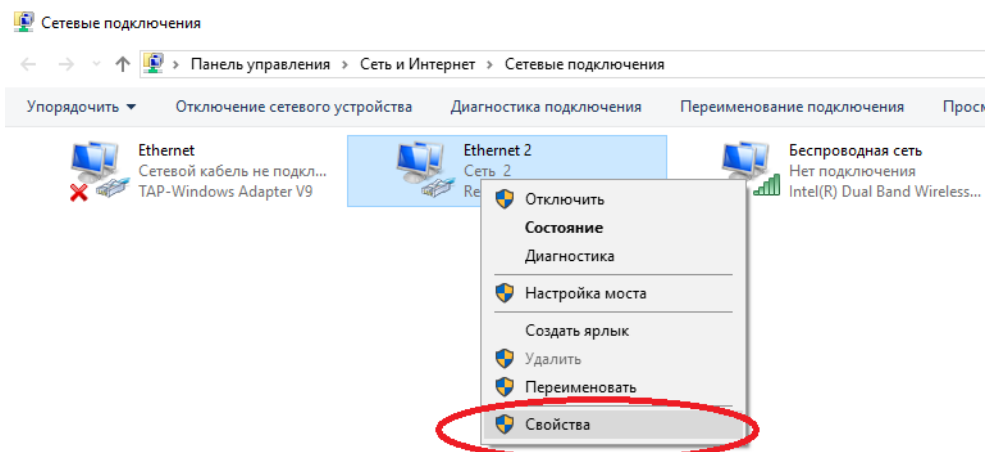 Сетевые подключения
Панель управления > Сеть и Интернет > Сетевые подключения
Упорядочить Отключение сетевого устройства Диагностика подключения Переименование подключения
Ethernet
Сетевой кабель не подкл...
TAP-Windows Adapter V9
Ethernet 2
Сеть 2
Беспроводная сеть
Нет подключения
Intel(R) Dual Band Wireless...
Отключить
Состояние
Диагностика
Настройка моста
Создать ярлык
Удалить
Переименовать
Свойства